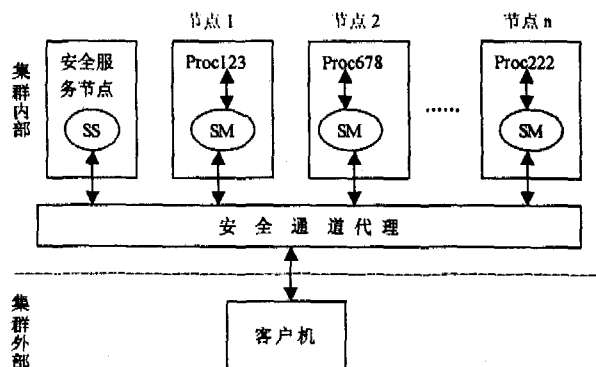 节点 1
节点 2
节点 n
集群内部
安全服
务节点
SS
Proc123
SM
Proc678
SM
......
Proc222
SM
安全通道代理
集群外部
客户机